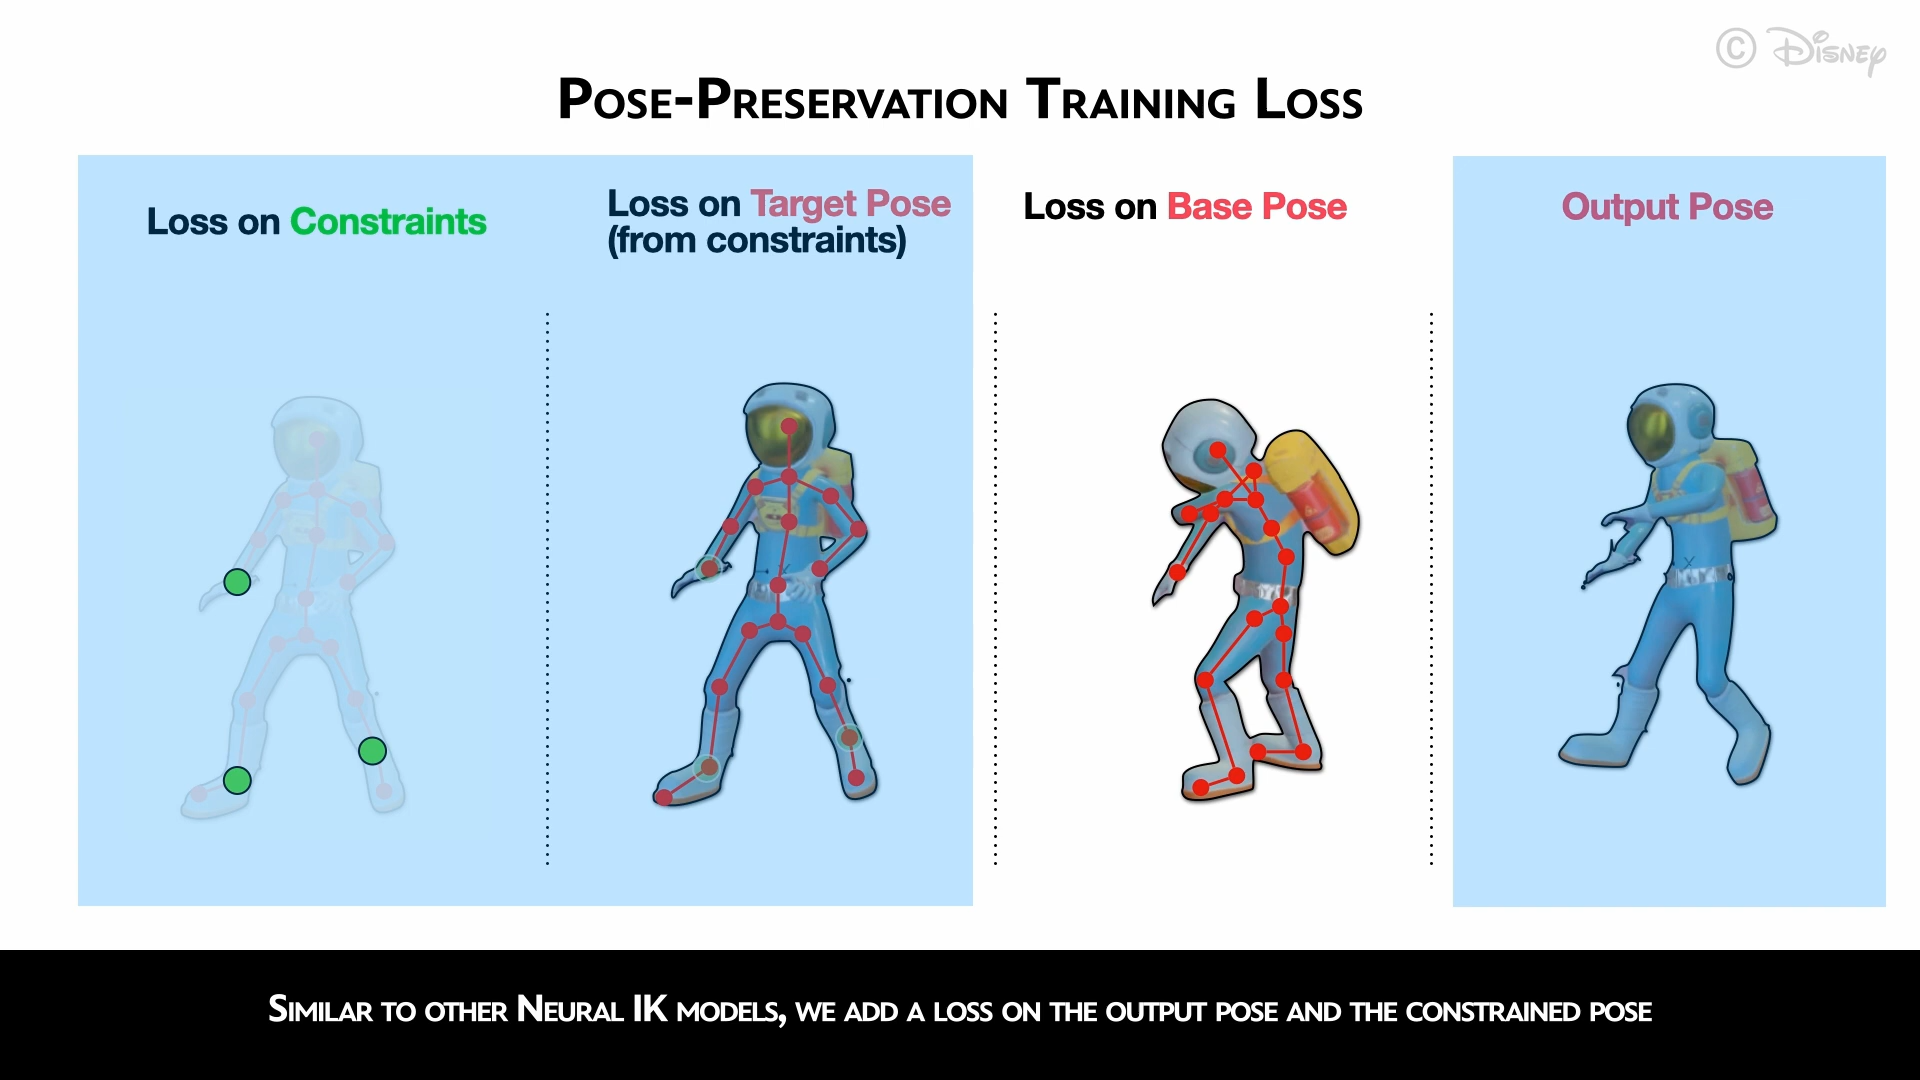 © Disney
Pose-Preservation Training Loss
Loss on Constraints
Loss on Target Pose
(from constraints)
Loss on Base Pose
Output Pose
Similar to other Neural IK models, we add a loss on the output pose and the constrained pose